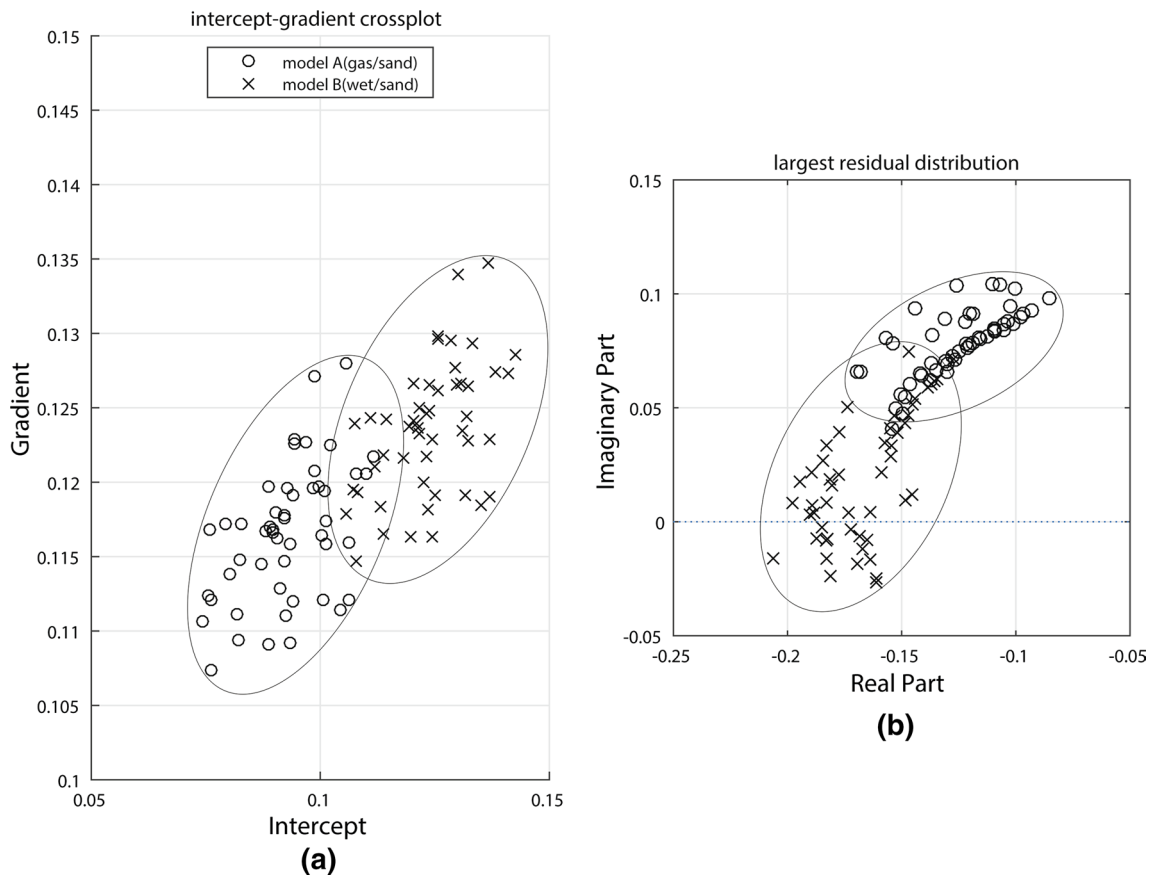 intercept-gradient crossplot
0.15
model A(gas/sand)
model B(wet/sand)
0.145
0.14
0.135
0.13
0.125
0.12
0.115
0.11
0.105
0.1
Gradient
0.05
0.1
0.15
Intercept
(a)
largest residual distribution
0.15
0.1
0.05
0
-0.05
Imaginary Part
-0.25
-0.2
-0.15
-0.1
-0.05
Real Part
(b)